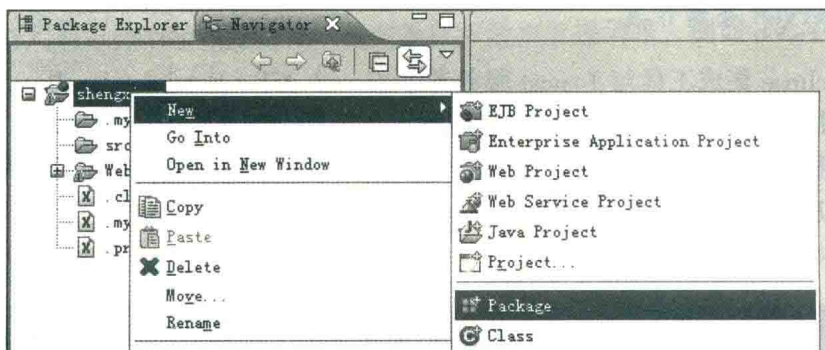 Package Explorer Navigator
shengx
New
EJB Project
.my
Go Into
Enterprise Application Project
src
Open in New Window
Web Project
Web
Web Service Project
.cl
Copy
Java Project
.my
Paste
Project...
.pr
Delete
Move...
Package
Rename
Class